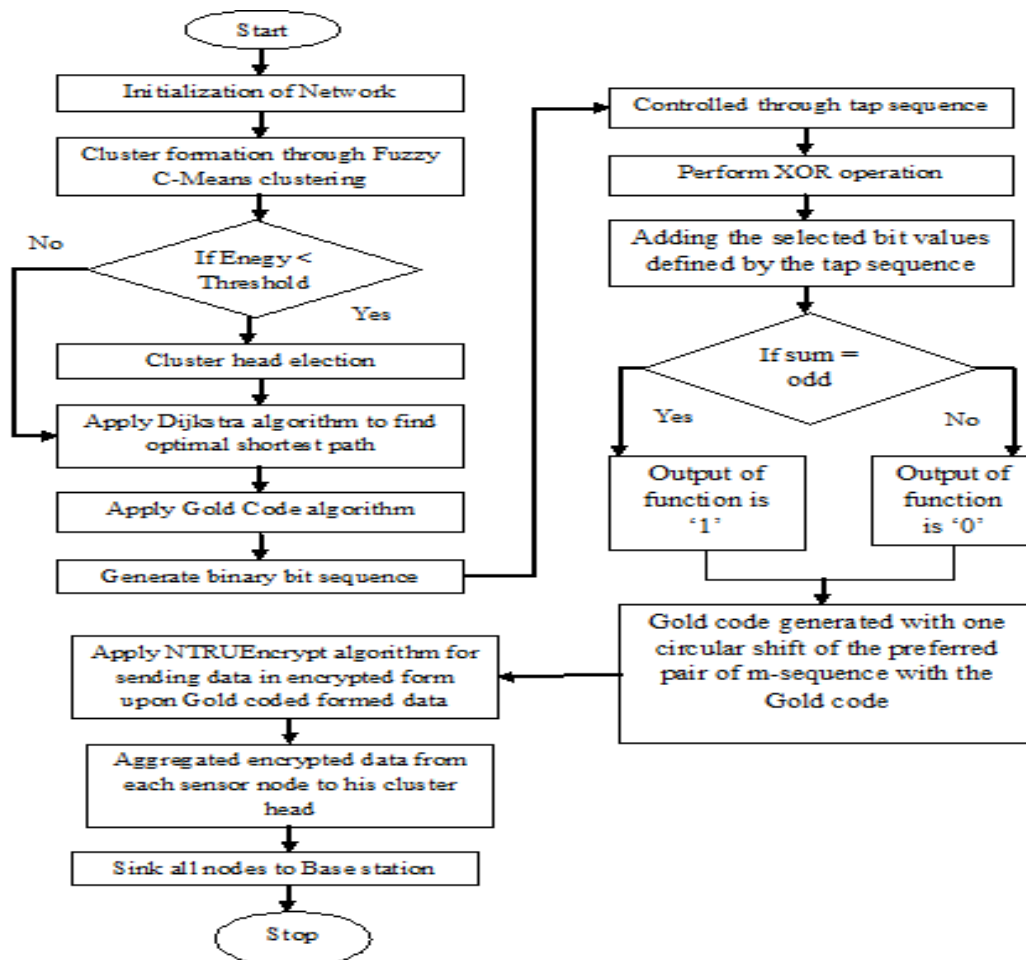 Start
Initialization of Network
Cluster formation through Fuzzy
C-Means clustering
No
If Enegy <
Threshold
Yes
Cluster head election
Apply Dijkstra algorithm to find
optimal shortest path
Apply Gold Code algorithm
Generate binary bit sequence
Controlled through tap sequence
Perform XOR operation
Adding the selected bit values
defined by the tap sequence
If sum =
odd
Yes
No
Output of
function is
‘1’
Output of
function
is ‘0’
Gold code generated with one
circular shift of the preferred
pair of m-sequence with the
Gold code
Apply NTRUEncrypt algorithm for
sending data in encrypted form
upon Gold coded formed data
Aggregated encrypted data from
each sensor node to his cluster
head
Sink all nodes to Base station
Stop